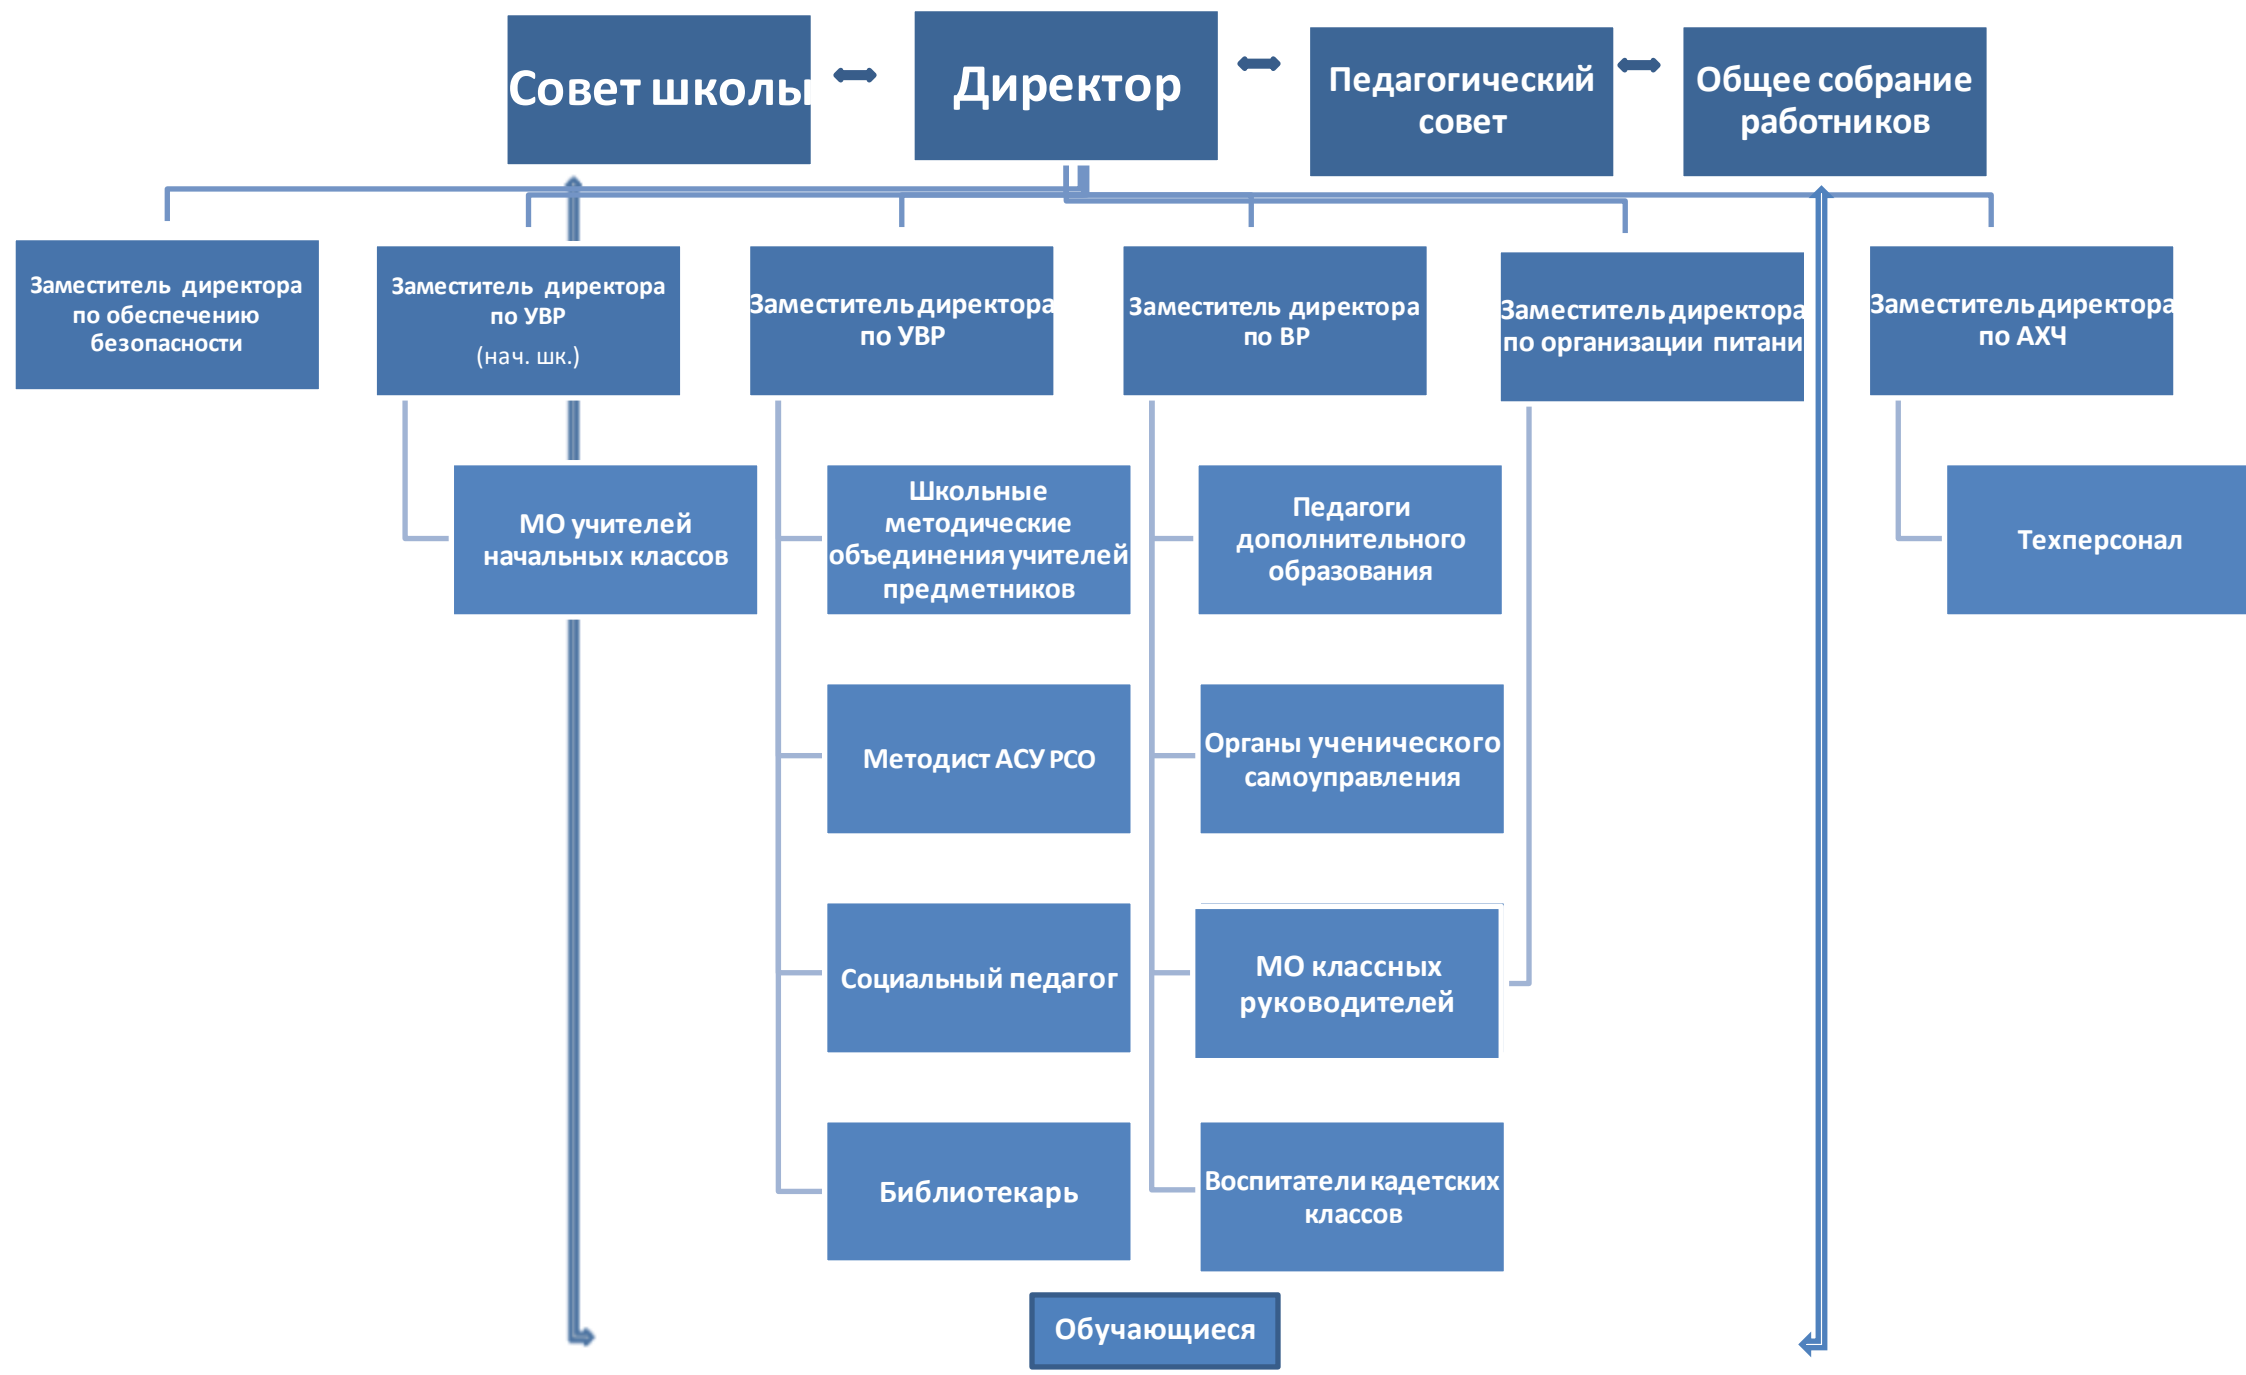 Совет школы
Директор
Педагогический
совет
Общее собрание
работников
Заместитель директора
по обеспечению
безопасности
Заместитель директора
по УВР
(нач. шк.)
Заместитель директора
по УВР
Заместитель директора
по ВР
Заместитель директора
по организации питани
Заместитель директора
по АХЧ
МО учителей
начальных классов
Школьные
методические
объединения учителей
предметников
Педагоги
дополнительного
образования
Техперсонал
Методист АСУ РСО
Органы ученического
самоуправления
Социальный педагог
МО классных
руководителей
Библиотекарь
Воспитатели кадетских
классов
Обучающиеся